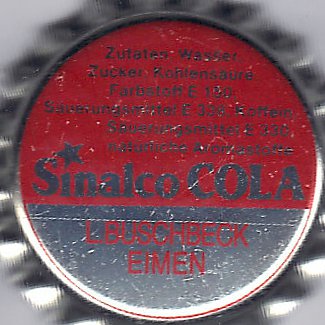 Zutaten: Wasser,
Zucker, Kohlensäure,
Farbstoff E 150,
Säuerungsmittel E 338, Koffein,
Säuerungsmittel E 330,
natürliche Aromastoffe
Sinalco COLA
L.BUSCHBECK
EIMEN